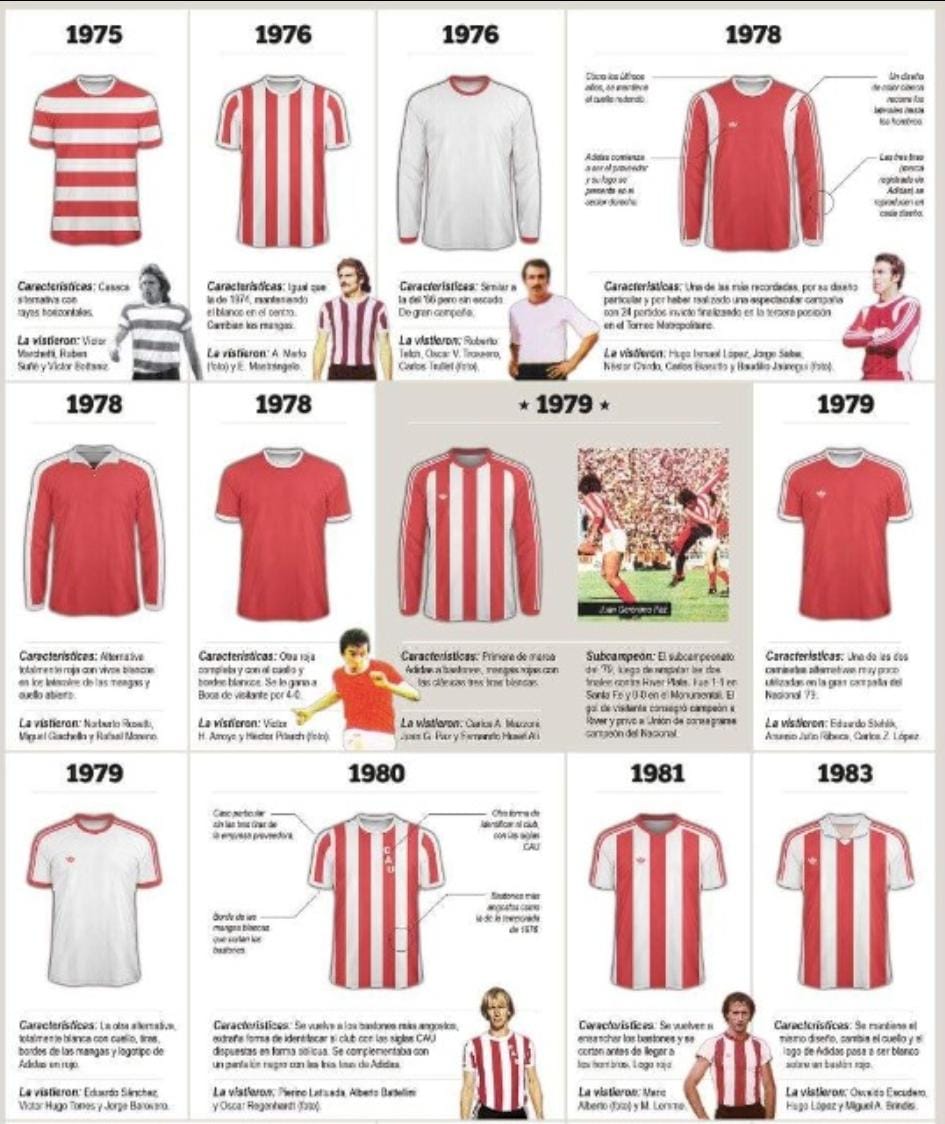 1975
Características: Casaca
alternativa con
rayas horizontales.
La vistieron: Víctor
Marchetti, Rubén
Suñé y Víctor Bottaniz.
1976
Características: Igual que
la de 1974, manteniendo
el blanco en el centro.
Cambian las mangas.
La vistieron: A. Merlo
(foto) y E. Mastrángelo.
1976
Características: Similar a
la del '66 pero sin escudo.
De gran campaña.
La vistieron: Roberto
Telch, Oscar V. Trossero,
Carlos Trullet (foto).
1978
Como los últimos
años, se mantiene
el cuello redondo.
Adidas comienza
a ser el proveedor
y su logo se
presenta en el
sector derecho.
Un diseño
de color blanco
recorre los
laterales hasta
los hombros.
Las tres tiras
(marca
registrada de
Adidas) se
reproducen en
cada diseño.
Características: Una de las más recordadas, por su diseño
particular y por haber realizado una espectacular campaña
con 24 partidos invicto finalizando en la tercera posición
en el Torneo Metropolitano.
La vistieron: Hugo Ismael López, Jorge Salas,
Néstor Chirdo, Carlos Biasutto y Baudilio Jáuregui (foto).
1978
Características: Alternativa
totalmente roja con vivos blancos
en los laterales de las mangas y
cuello abierto.
La vistieron: Norberto Rosetti,
Miguel Giachello y Rafael Moreno.
1978
Características: Otra roja
completa y con el cuello y
bordes blancos. Se le gana a
Boca de visitante por 4-0.
La vistieron: Víctor
H. Arroyo y Héctor Pitarch (foto).
★ 1979 ★
Características: Primera de marca
Adidas a bastones, mangas rojas con
las clásicas tres tiras blancas.
La vistieron: Carlos A. Mazzoni,
Juan G. Paz y Fernando Husef Alí.
Juan Gerónimo Paz.
Subcampeón: El subcampeonato
del '79, luego de empatar las dos
finales contra River Plate. Fue 1-1 en
Santa Fe y 0-0 en el Monumental. El
gol de visitante consagró campeón a
River y privó a Unión de consagrarse
campeón del Nacional.
1979
Características: Una de las dos
camisetas alternativas muy poco
utilizadas en la gran campaña del
Nacional '79.
La vistieron: Eduardo Stehlik,
Arsenio Julio Ribeca, Carlos Z. López.
1979
Características: La otra alternativa,
totalmente blanca con cuello, tiras,
bordes de las mangas y logotipo de
Adidas en rojo.
La vistieron: Eduardo Sánchez,
Víctor Hugo Torres y Jorge Barovero.
1980
Caso particular
sin las tres tiras de
la empresa proveedora.
Borde de las
mangas blancas
que cortan los
bastones.
Otra forma de
identificar al club,
con las siglas
CAU
Bastones más
angostos como
la de la temporada
de 1976
C
A
U
Características: Se vuelve a los bastones más angostos,
extraña forma de identificar al club con las siglas CAU
dispuestas en forma oblicua. Se complementaba con
un pantalón negro con las tres tiras de Adidas.
La vistieron: Pierino Lattuada, Alberto Battellini
y Oscar Regenhardt (foto).
1981
Características: Se vuelven a
ensanchar los bastones y se
cortan antes de llegar a
los hombros. Logo rojo.
La vistieron: Mario
Alberto (foto) y M. Lemme.
1983
Características: Se mantiene el
mismo diseño, cambia el cuello y el
logo de Adidas pasa a ser blanco
sobre un bastón rojo.
La vistieron: Osvaldo Escudero,
Hugo López y Miguel A. Brindisi.